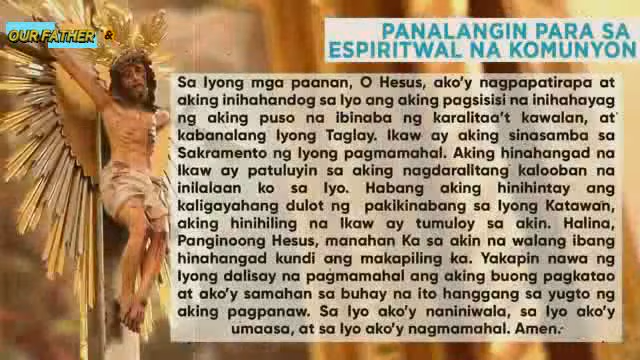 OUR FATHER &
PANALANGIN PARA SA
ESPIRITWAL NA KOMUNYON
Sa Iyong mga paanan, O Hesus, ako'y nagpapatirapa at
aking inihahandog sa Iyo ang aking pagsisisi na inihahayag
ng aking puso na ibinaba ng karalitaa't kawalan, at
kabanalang Iyong Taglay. Ikaw ay aking sinasamba sa
Sakramento ng Iyong pagmamahal. Aking hinahangad na
Ikaw ay patuluyin sa aking nagdaralitang kalooban na
inilalaan ko sa Iyo. Habang aking hinihintay ang
kaligayahang dulot ng pakikinabang sa Iyong Katawan,
aking hinihiling na Ikaw ay tumuloy sa akin. Halina,
Panginoong Hesus, manahan Ka sa akin na walang ibang
hinahangad kundi ang makapiling ka. Yakapin nawa ng
Iyong dalisay na pagmamahal ang aking buong pagkatao
at ako'y samahan sa buhay na ito hanggang sa yugto ng
aking pagpanaw. Sa Iyo ako'y naniniwala, sa Iyo ako'y
umaasa, at sa Iyo ako'y nagmamahal. Amen.